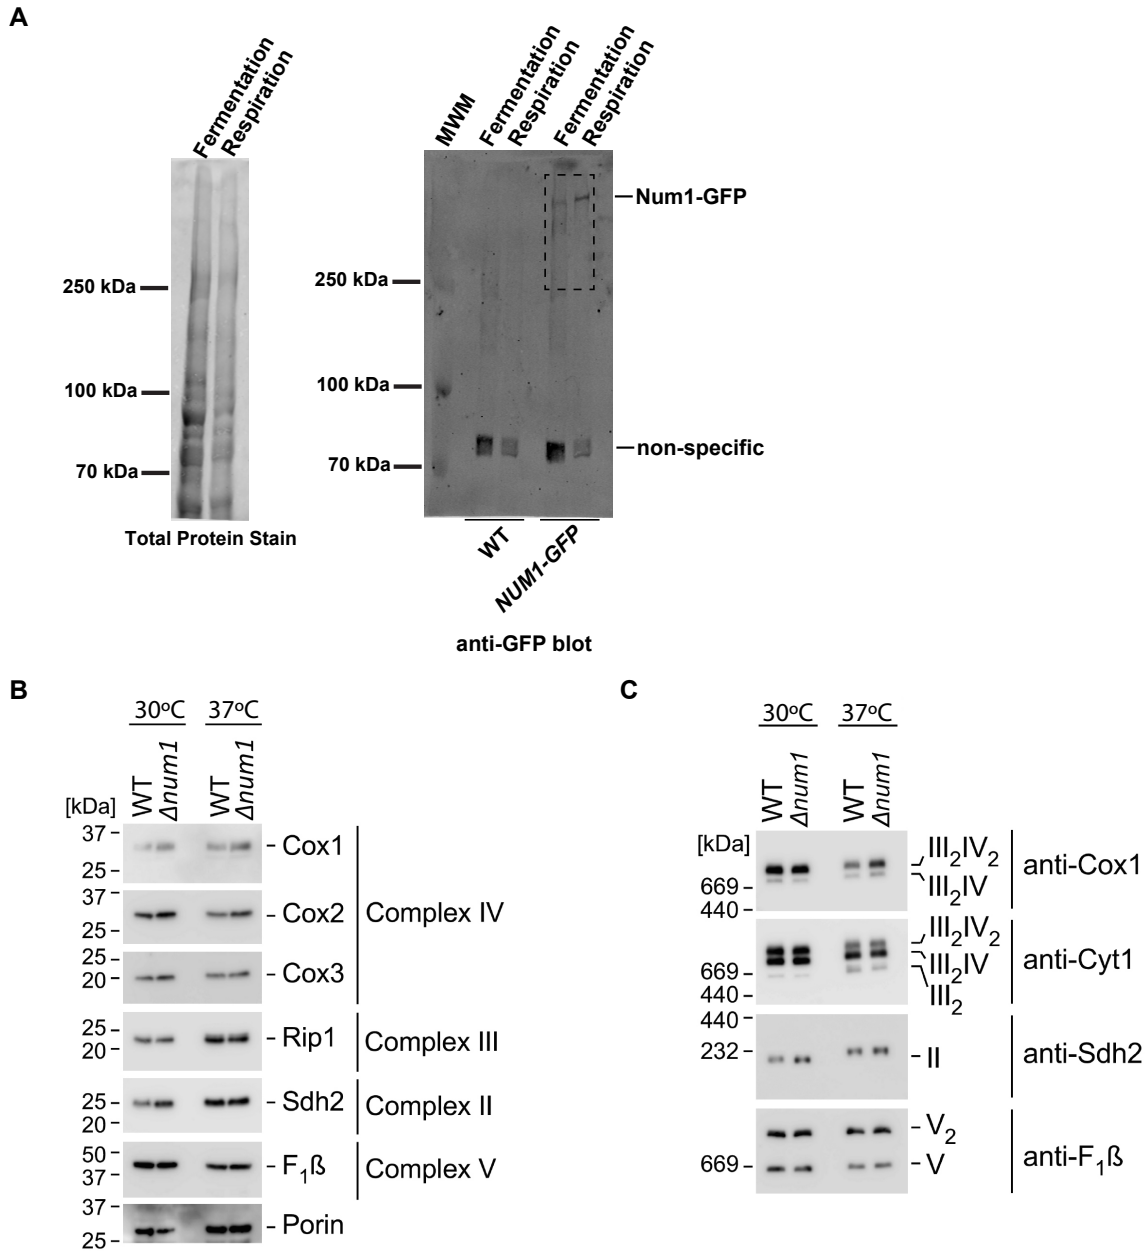 A
Fermentation
Respiration
250 kDa
100 kDa
70 kDa
Total Protein Stain
MWM
Fermentation
Respiration
Fermentation
Respiration
Num1-GFP
250 kDa
100 kDa
non-specific
70 kDa
WT
NUM1-GFP
anti-GFP blot
B
30ºC 37ºC
WT
Δnum1
WT
Δnum1
[kDa]
37
Cox1
25
37
Cox2
25
Complex IV
25
Cox3
20
25
Rip1
20
Complex III
25
Sdh2
20
Complex II
50
F₁ß
37
Complex V
37
Porin
25
C
30ºC 37ºC
WT
Δnum1
WT
Δnum1
[kDa]
III₂IV₂
III₂IV
669
440
anti-Cox1
III₂IV₂
III₂IV
III₂
669
440
anti-Cyt1
440
232
II
anti-Sdh2
V₂
669
V
anti-F₁ß